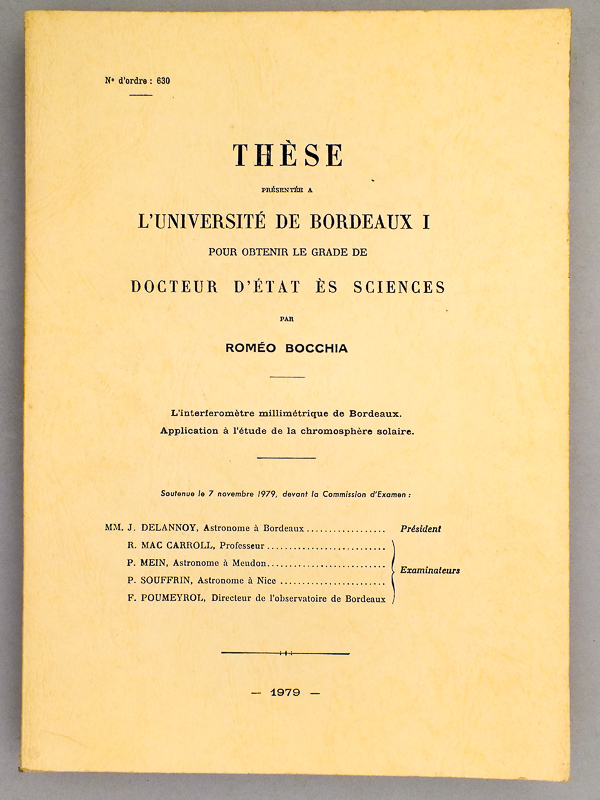 N° d'ordre : 630
THÈSE
PRÉSENTÉE A
L'UNIVERSITÉ DE BORDEAUX I
POUR OBTENIR LE GRADE DE
DOCTEUR D'ÉTAT ÈS SCIENCES
PAR
ROMÉO BOCCHIA
L'interferomètre millimétrique de Bordeaux.
Application à l'étude de la chromosphère solaire.
Soutenue le 7 novembre 1979, devant la Commission d'Examen :
MM. J. DELANNOY, Astronome à Bordeaux .................. Président
R. MAC CARROLL, Professeur ...........................
P. MEIN, Astronome à Meudon...........................
Examinateurs
P. SOUFFRIN, Astronome à Nice ........................
F. POUMEYROL, Directeur de l'observatoire de Bordeaux
— 1979 —